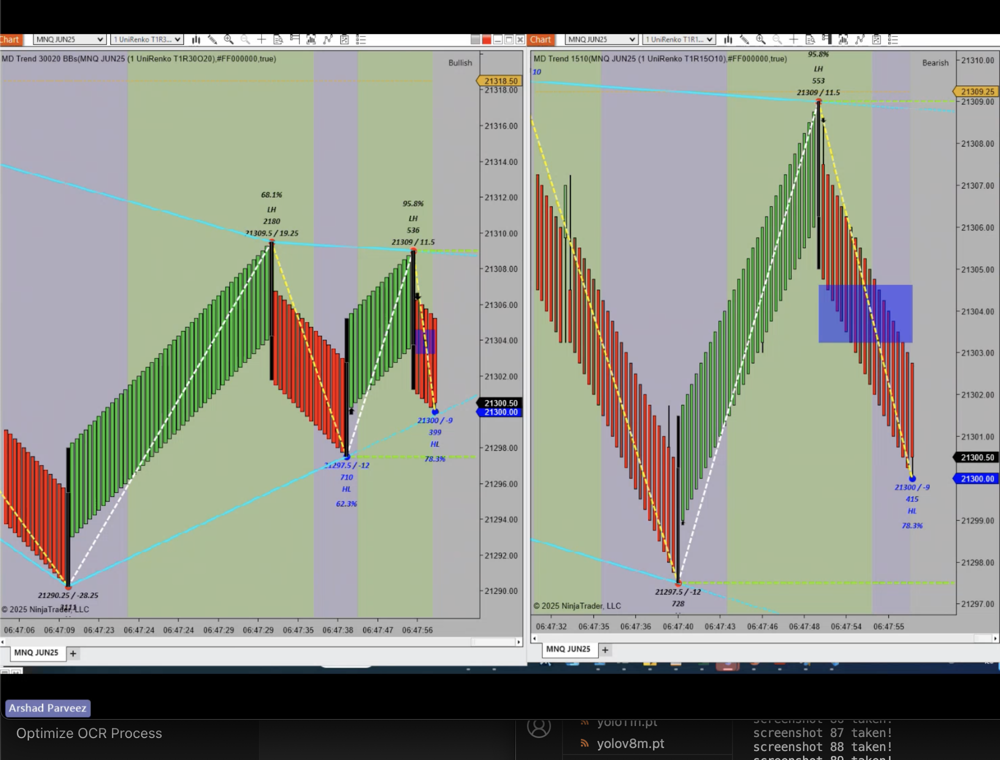 Chart
MNQ JUN25
1 UniRenko T1R3...
MD Trend 30020 BBs(MNQ JUN25 (1 UniRenko T1R30O20),#FF000000,true)
Bullish
21318.50
21318.00
21316.00
21314.00
21312.00
21310.00
21308.00
21306.00
21304.00
21302.00
21300.50
21300.00
21298.00
21296.00
21294.00
21292.00
21290.00
68.1%
LH
2180
21309.5 / 19.25
95.8%
LH
536
21309 / 11.5
21300 / -9
399
HL
78.3%
21297.5 / -12
710
HL
62.3%
21290.25 / -28.25
© 2025 NinjaTrader, LLC
06:47:06 06:47:09 06:47:23 06:47:24 06:47:24 06:47:29 06:47:29 06:47:35 06:47:38 06:47:47 06:47:56
MNQ JUN25
Chart
MNQ JUN25
1 UniRenko T1R1...
MD Trend 1510(MNQ JUN25 (1 UniRenko T1R15O10),#FF000000,true)
Bearish
10
95.8%
LH
553
21309 / 11.5
21310.00
21309.25
21309.00
21308.00
21307.00
21306.00
21305.00
21304.00
21303.00
21302.00
21301.00
21300.50
21300.00
21299.00
21298.00
21297.00
21300 / -9
415
HL
78.3%
21297.5 / -12
728
© 2025 NinjaTrader, LLC
06:47:32 06:47:36 06:47:36 06:47:40 06:47:43 06:47:46 06:47:48 06:47:54 06:47:55
MNQ JUN25
Arshad Parveez
Optimize OCR Process
yolo11n.pt
yolov8m.pt
screenshot 87 taken!
screenshot 88 taken!